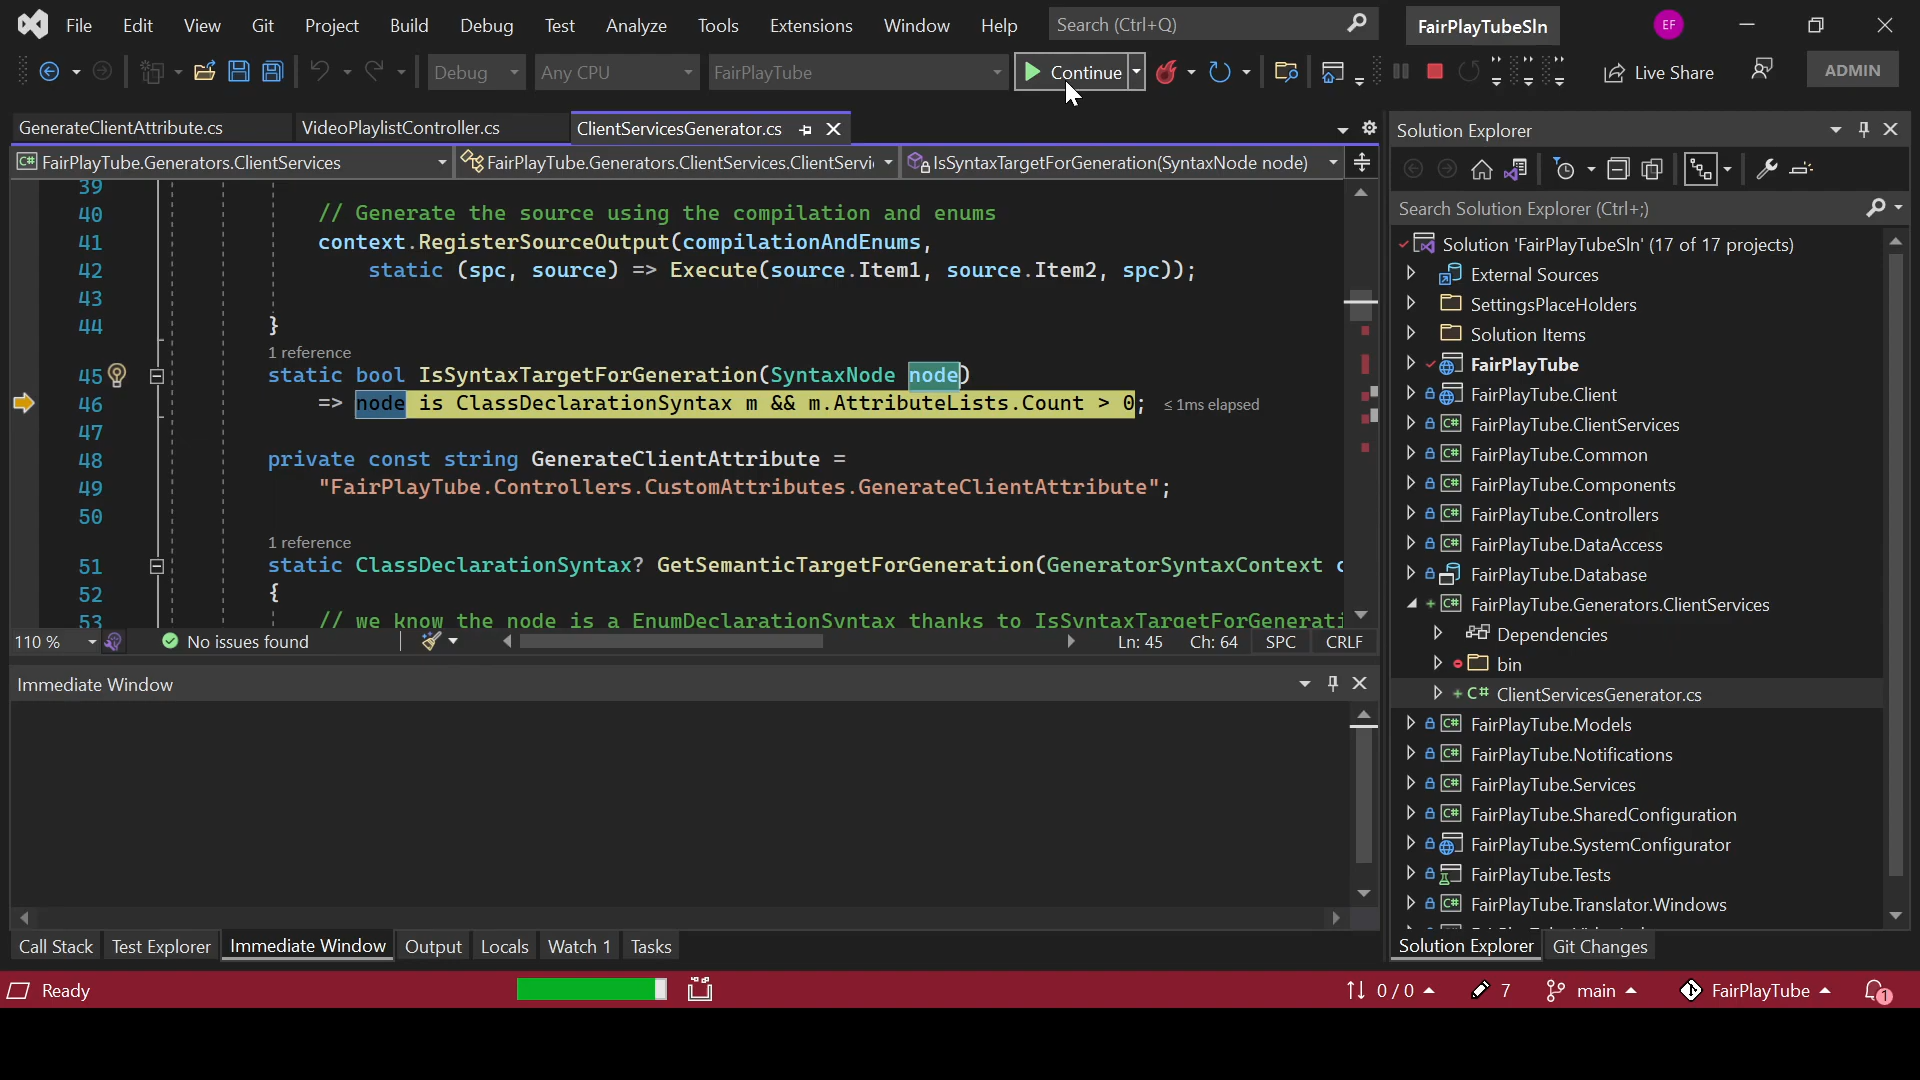 File Edit View Git Project Build Debug Test Analyze Tools Extensions Window Help Search (Ctrl+Q) FairPlayTubeSln EF
Debug Any CPU FairPlayTube Continue Live Share ADMIN
GenerateClientAttribute.cs VideoPlaylistController.cs ClientServicesGenerator.cs
C# FairPlayTube.Generators.ClientServices FairPlayTube.Generators.ClientServices.ClientServi IsSyntaxTargetForGeneration(SyntaxNode node)
39
40 // Generate the source using the compilation and enums
41 context.RegisterSourceOutput(compilationAndEnums,
42 static (spc, source) => Execute(source.Item1, source.Item2, spc));
43
44 }
1 reference
45 static bool IsSyntaxTargetForGeneration(SyntaxNode node)
46 => node is ClassDeclarationSyntax m && m.AttributeLists.Count > 0; ≤ 1ms elapsed
47
48 private const string GenerateClientAttribute =
49 "FairPlayTube.Controllers.CustomAttributes.GenerateClientAttribute";
50
1 reference
51 static ClassDeclarationSyntax? GetSemanticTargetForGeneration(GeneratorSyntaxContext c
52 {
53 // we know the node is a EnumDeclarationSyntax thanks to IsSyntaxTargetForGenerati
110 % No issues found Ln: 45 Ch: 64 SPC CRLF
Immediate Window
Call Stack Test Explorer Immediate Window Output Locals Watch 1 Tasks
Solution Explorer
Search Solution Explorer (Ctrl+;)
Solution 'FairPlayTubeSln' (17 of 17 projects)
External Sources
SettingsPlaceHolders
Solution Items
FairPlayTube
FairPlayTube.Client
C# FairPlayTube.ClientServices
C# FairPlayTube.Common
C# FairPlayTube.Components
C# FairPlayTube.Controllers
C# FairPlayTube.DataAccess
FairPlayTube.Database
C# FairPlayTube.Generators.ClientServices
Dependencies
bin
C# ClientServicesGenerator.cs
C# FairPlayTube.Models
C# FairPlayTube.Notifications
C# FairPlayTube.Services
C# FairPlayTube.SharedConfiguration
FairPlayTube.SystemConfigurator
FairPlayTube.Tests
C# FairPlayTube.Translator.Windows
Solution Explorer Git Changes
Ready 0 / 0 7 main FairPlayTube 1